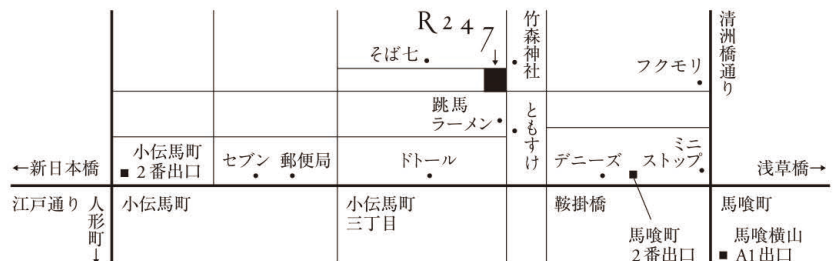 R247
↓
竹森神社
清洲橋通り
そば七
フクモリ
跳馬
ラーメン
ともすけ
←新日本橋
小伝馬町
2番出口
セブン
郵便局
ドトール
デニーズ
ミニ
ストップ
浅草橋→
江戸通り
人形町↓
小伝馬町
小伝馬町
三丁目
鞍掛橋
馬喰町
馬喰町
2番出口
馬喰横山
A1出口